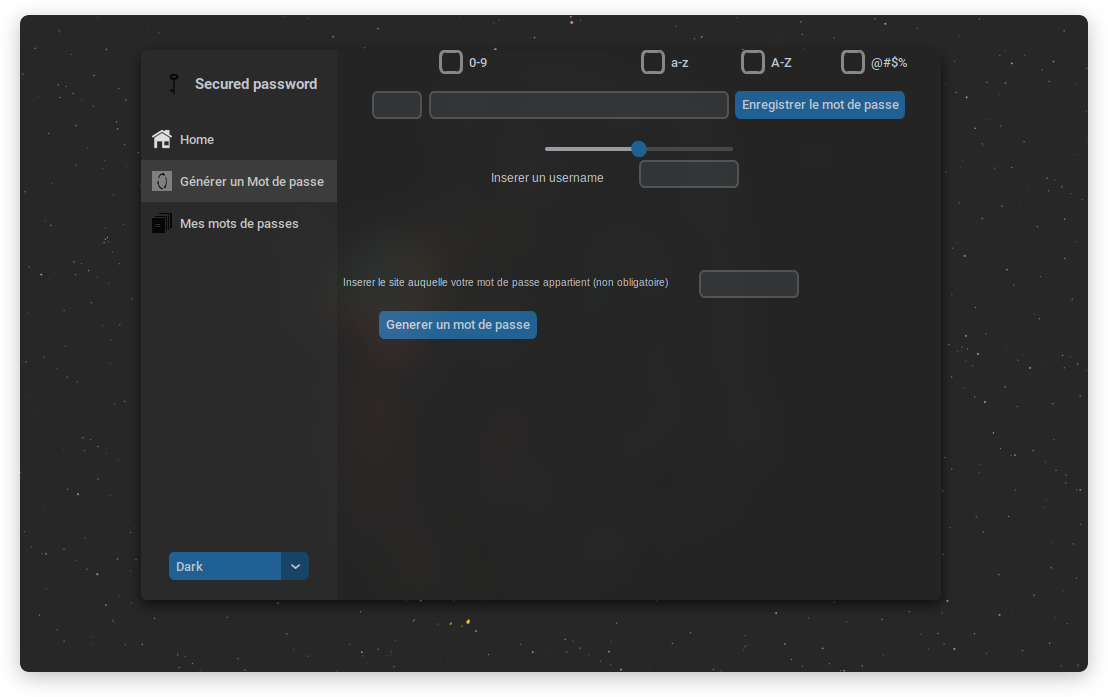 0-9 a-z A-Z @#$%
Secured password
Enregistrer le mot de passe
Home
Inserer un username
Générer un Mot de passe
Mes mots de passes
Inserer le site auquelle votre mot de passe appartient (non obligatoire)
Generer un mot de passe
Dark